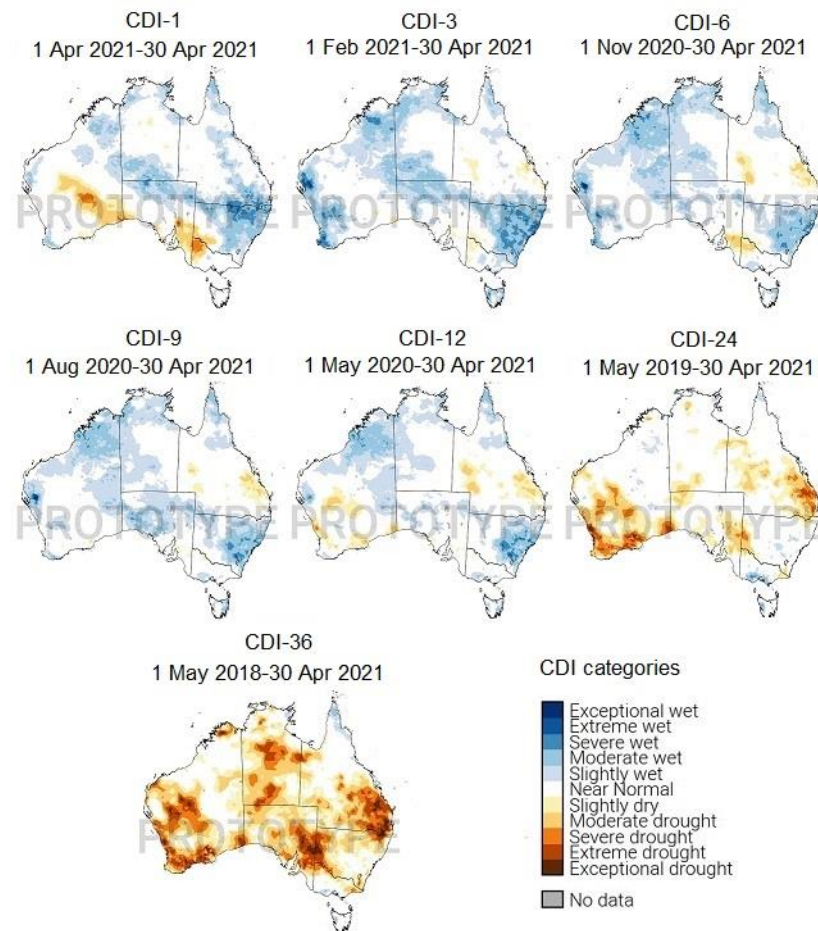 CDI-1
1 Apr 2021-30 Apr 2021
CDI-3
1 Feb 2021-30 Apr 2021
CDI-6
1 Nov 2020-30 Apr 2021
PROTOTYPE
PROTOTYPE
PROTOTYPE
CDI-9
1 Aug 2020-30 Apr 2021
CDI-12
1 May 2020-30 Apr 2021
CDI-24
1 May 2019-30 Apr 2021
PROTOTYPE
PROTOTYPE
PROTOTYPE
CDI-36
1 May 2018-30 Apr 2021
PROTOTYPE
CDI categories
Exceptional wet
Extreme wet
Severe wet
Moderate wet
Slightly wet
Near Normal
Slightly dry
Moderate drought
Severe drought
Extreme drought
Exceptional drought
No data